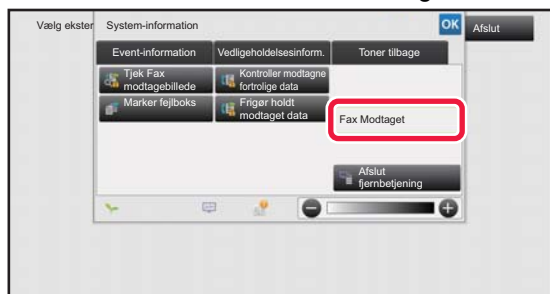 Vælg ekster
System-information
OK
Afslut
Event-information
Vedligeholdelsesinform.
Toner tilbage
Tjek Fax
modtagebillede
Kontroller modtagne
fortrolige data
Marker fejlboks
Frigør holdt
modtaget data
Fax Modtaget
Afslut
fjernbetjening